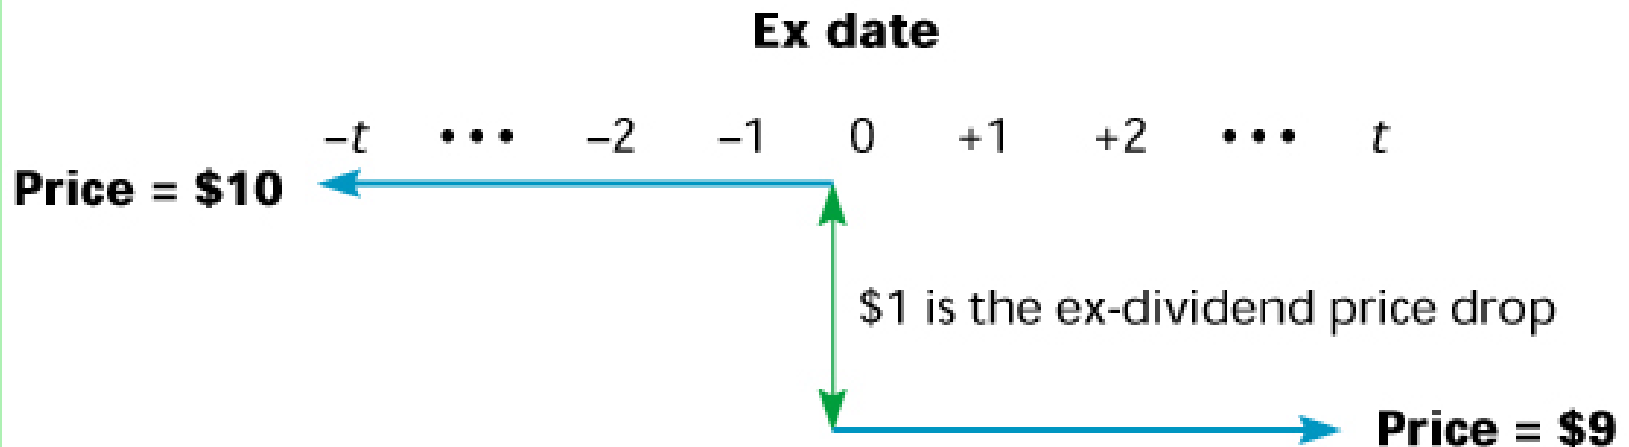 Ex date
–t ••• –2 –1 0 +1 +2 ••• t
Price = $10
$1 is the ex-dividend price drop
Price = $9